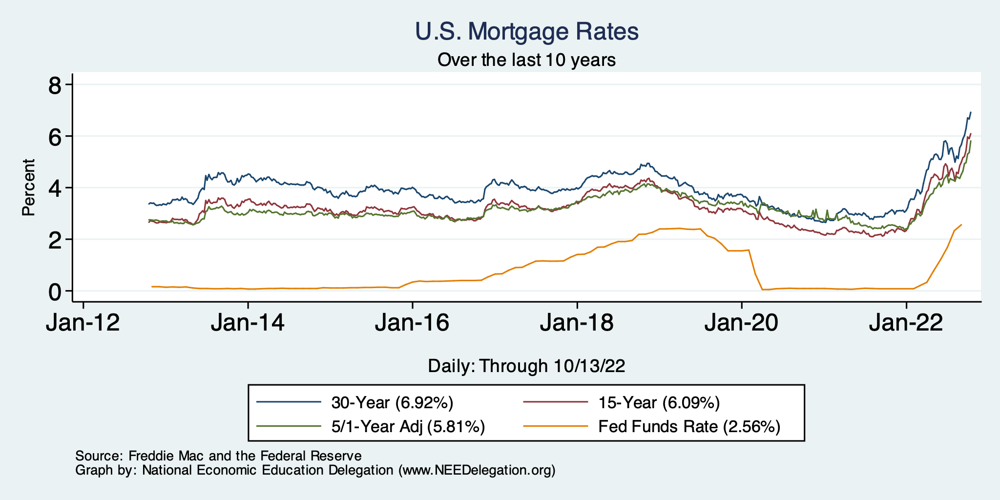 U.S. Mortgage Rates
Over the last 10 years
Percent
8
6
4
2
0
Jan-12 Jan-14 Jan-16 Jan-18 Jan-20 Jan-22
Daily: Through 10/13/22
30-Year (6.92%) 15-Year (6.09%)
5/1-Year Adj (5.81%) Fed Funds Rate (2.56%)
Source: Freddie Mac and the Federal Reserve
Graph by: National Economic Education Delegation (www.NEEDelegation.org)